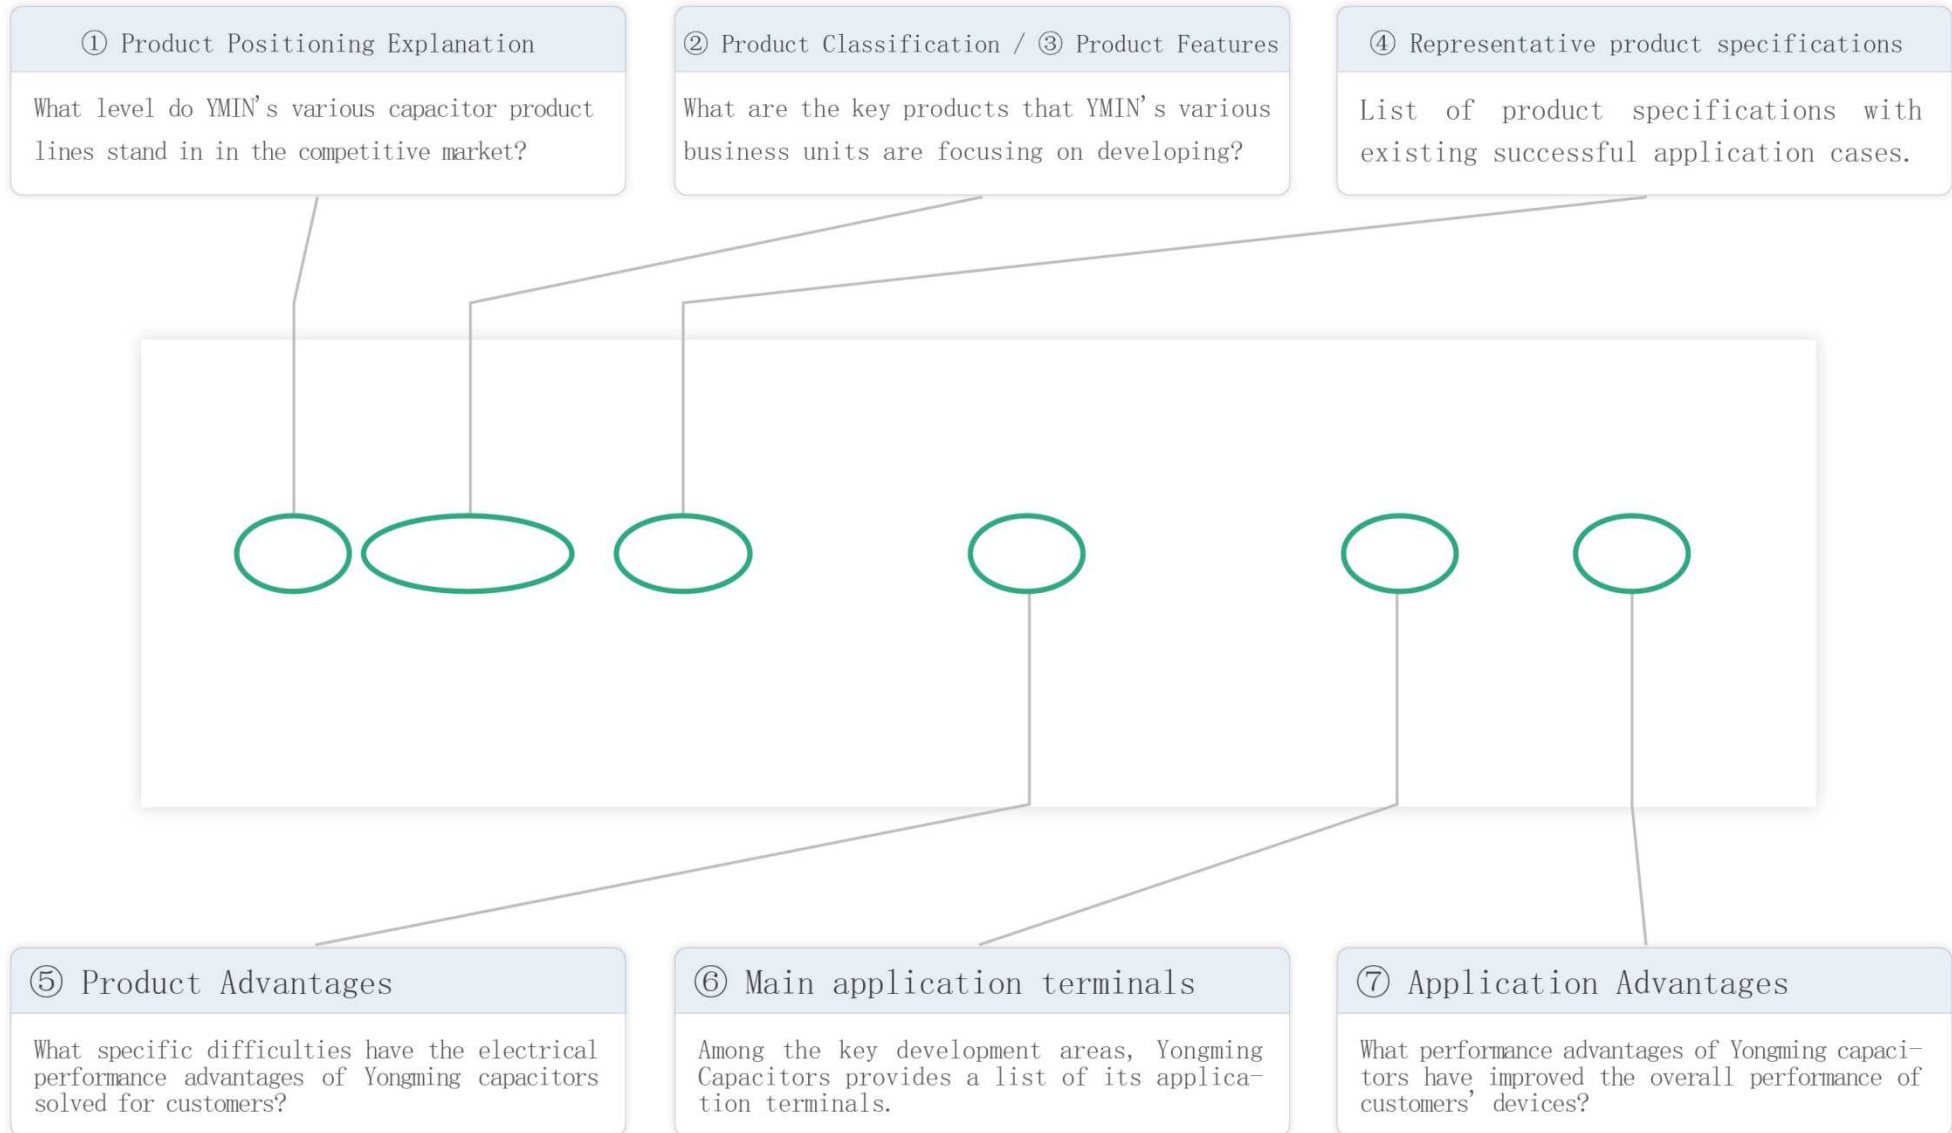 ① Product Positioning Explanation
What level do YMIN's various capacitor product
lines stand in in the competitive market?
② Product Classification / ③ Product Features
What are the key products that YMIN's various
business units are focusing on developing?
④ Representative product specifications
List of product specifications with
existing successful application cases.
⑤ Product Advantages
What specific difficulties have the electrical
performance advantages of Yongming capacitors
solved for customers?
⑥ Main application terminals
Among the key development areas, Yongming
Capacitors provides a list of its applica-
tion terminals.
⑦ Application Advantages
What performance advantages of Yongming capaci-
tors have improved the overall performance of
customers' devices?